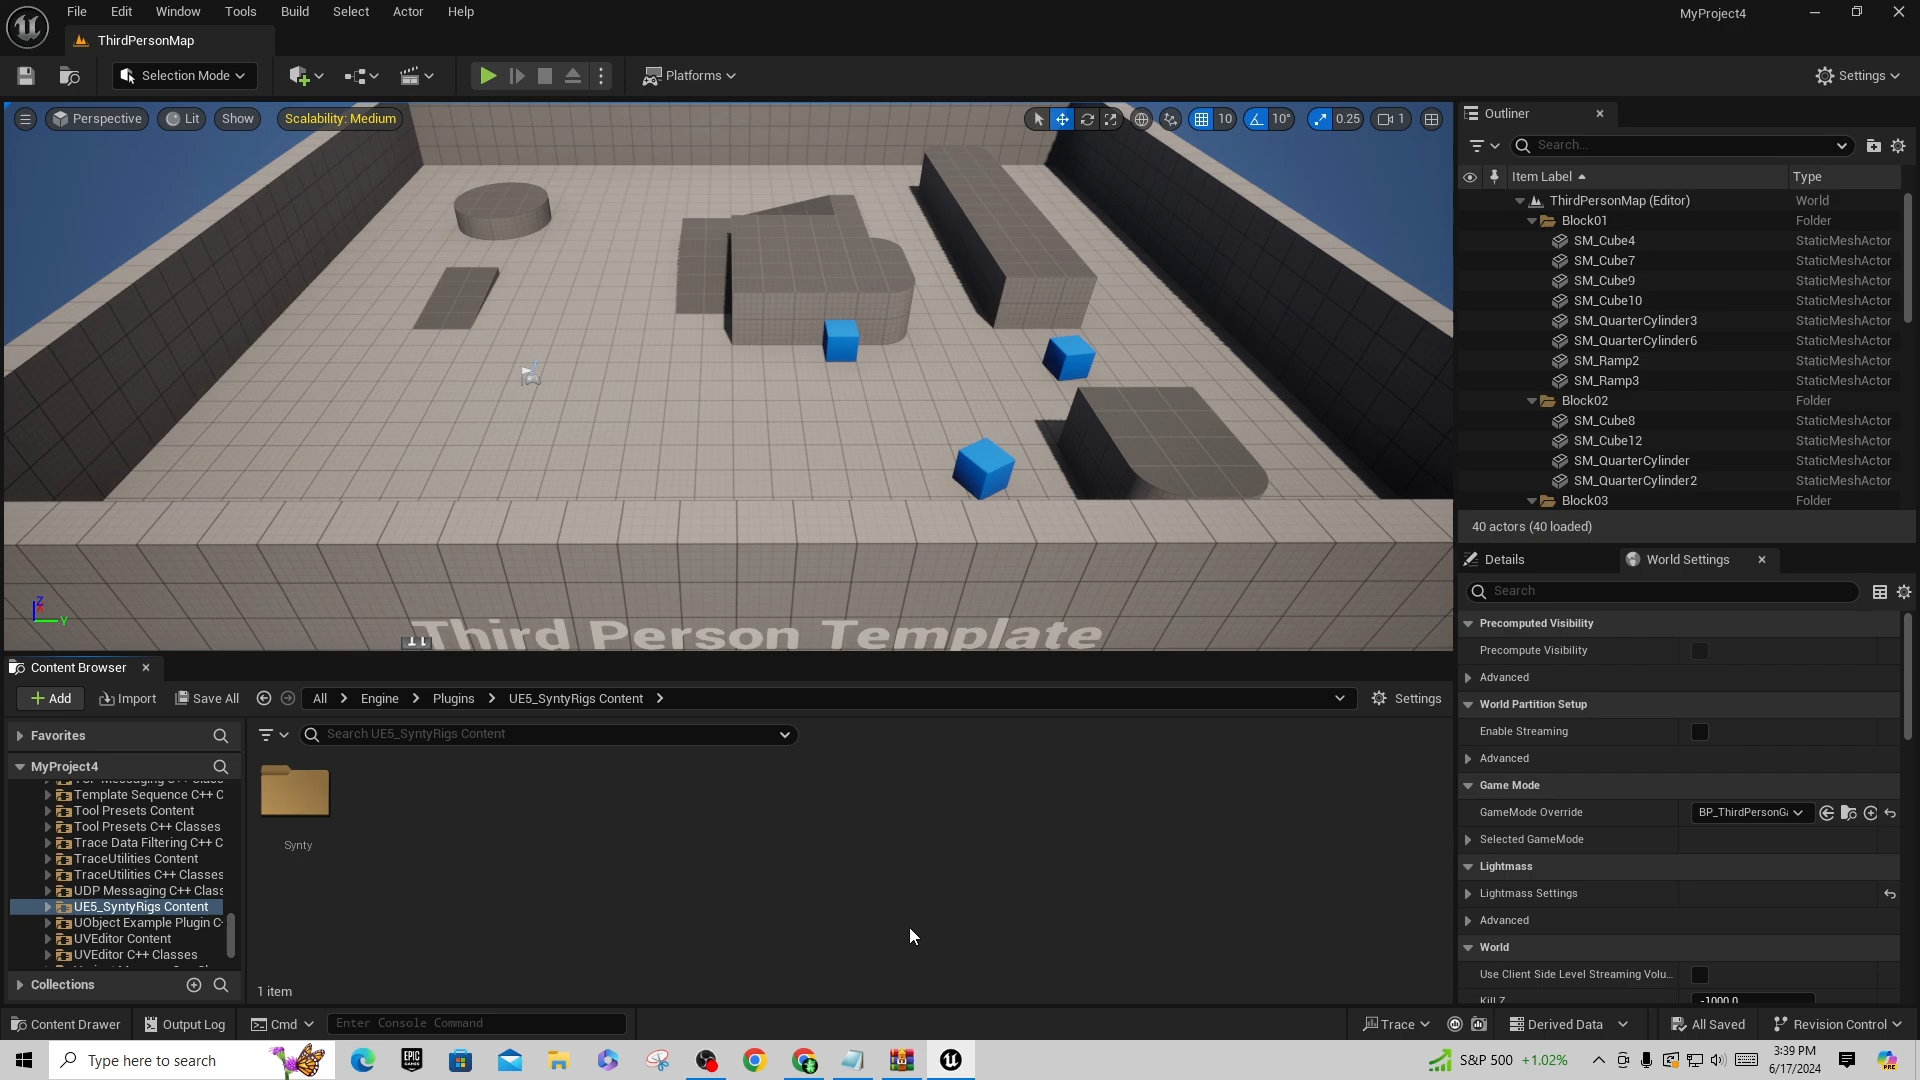 File Edit Window Tools Build Select Actor Help
MyProject4
ThirdPersonMap
Selection Mode
Platforms
Settings
Perspective
Lit
Show
Scalability: Medium
10
10°
0.25
1
Third Person Template
Z
Y
Outliner
Search...
Item Label Type
ThirdPersonMap (Editor) World
Block01 Folder
SM_Cube4 StaticMeshActor
SM_Cube7 StaticMeshActor
SM_Cube9 StaticMeshActor
SM_Cube10 StaticMeshActor
SM_QuarterCylinder3 StaticMeshActor
SM_QuarterCylinder6 StaticMeshActor
SM_Ramp2 StaticMeshActor
SM_Ramp3 StaticMeshActor
Block02 Folder
SM_Cube8 StaticMeshActor
SM_Cube12 StaticMeshActor
SM_QuarterCylinder StaticMeshActor
SM_QuarterCylinder2 StaticMeshActor
Block03 Folder
40 actors (40 loaded)
Details
World Settings
Search
Precomputed Visibility
Precompute Visibility
Advanced
World Partition Setup
Enable Streaming
Advanced
Game Mode
GameMode Override BP_ThirdPersonGa
Selected GameMode
Lightmass
Lightmass Settings
Advanced
World
Use Client Side Level Streaming Volu...
Kill Z -1000.0
Content Browser
Add
Import
Save All
All > Engine > Plugins > UE5_SyntyRigs Content >
Settings
Favorites
Search UE5_SyntyRigs Content
MyProject4
Template Sequence C++ C
Tool Presets Content
Tool Presets C++ Classes
Trace Data Filtering C++ C
TraceUtilities Content
TraceUtilities C++ Classes
UDP Messaging C++ Class
UE5_SyntyRigs Content
UObject Example Plugin C
UVEditor Content
UVEditor C++ Classes
Collections
Synty
1 item
Content Drawer
Output Log
Cmd
Enter Console Command
Trace
Derived Data
All Saved
Revision Control
Type here to search
EPIC GAMES
S&P 500 +1.02%
3:39 PM
6/17/2024
PRE